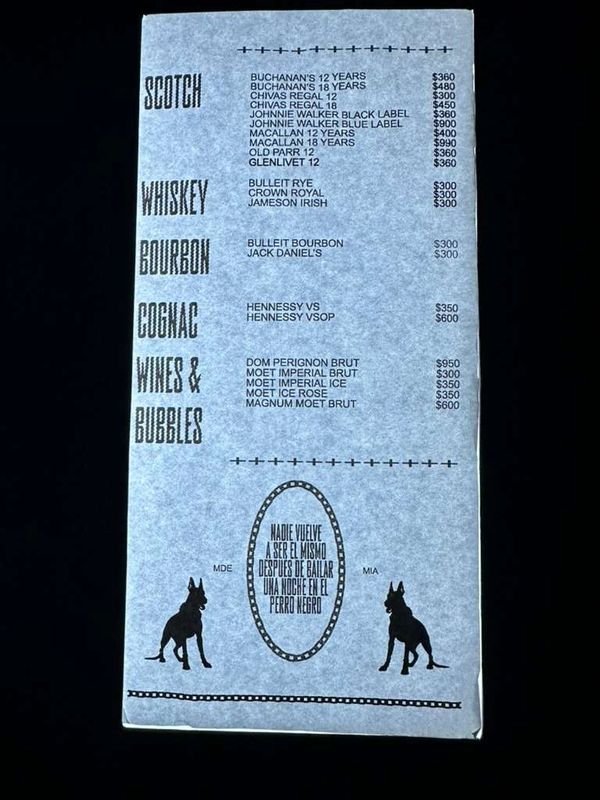 SCOTCH
BUCHANAN'S 12 YEARS $360
BUCHANAN'S 18 YEARS $480
CHIVAS REGAL 12 $300
CHIVAS REGAL 18 $450
JOHNNIE WALKER BLACK LABEL $360
JOHNNIE WALKER BLUE LABEL $900
MACALLAN 12 YEARS $400
MACALLAN 18 YEARS $990
OLD PARR 12 $360
GLENLIVET 12 $360
WHISKEY
BULLEIT RYE $300
CROWN ROYAL $300
JAMESON IRISH $300
BOURBON
BULLEIT BOURBON $300
JACK DANIEL'S $300
COGNAC
HENNESSY VS $350
HENNESSY VSOP $600
WINES &
BUBBLES
DOM PERIGNON BRUT $950
MOET IMPERIAL BRUT $300
MOET IMPERIAL ICE $350
MOET ICE ROSE $350
MAGNUM MOET BRUT $600
NADIE VUELVE
A SER EL MISMO
DESPUES DE BAILAR
UNA NOCHE EN EL
PERRO NEGRO
MDE
MIA